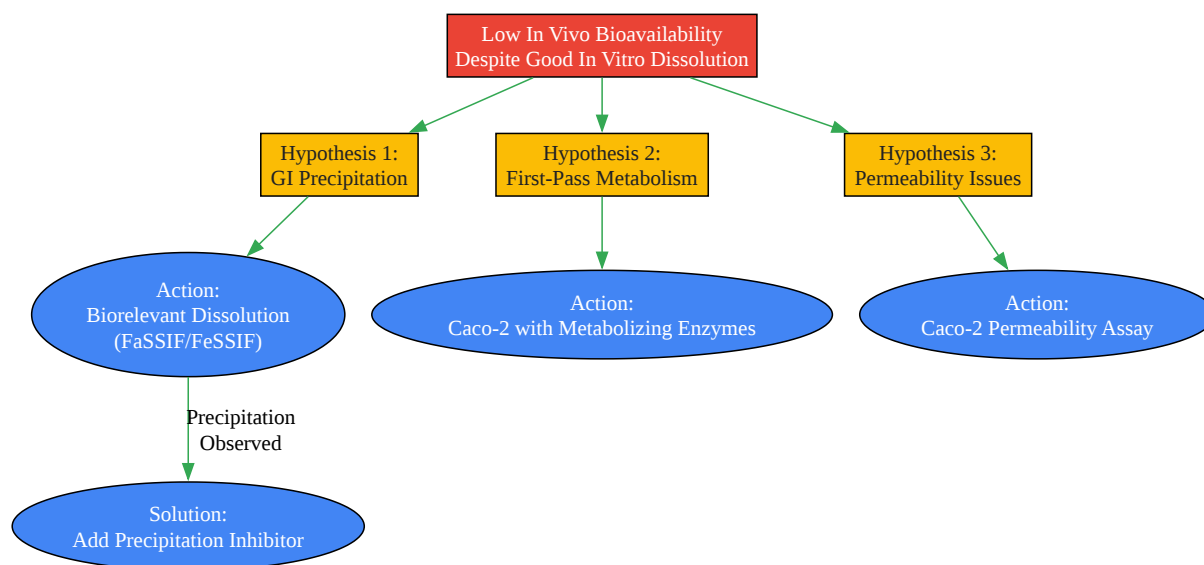 Low In Vivo Bioavailability
Despite Good In Vitro Dissolution
Hypothesis 1:
GI Precipitation
Hypothesis 2:
First-Pass Metabolism
Hypothesis 3:
Permeability Issues
Action:
Biorelevant Dissolution
(FaSSIF/FeSSIF)
Action:
Caco-2 with Metabolizing Enzymes
Action:
Caco-2 Permeability Assay
Precipitation
Observed
Solution:
Add Precipitation Inhibitor